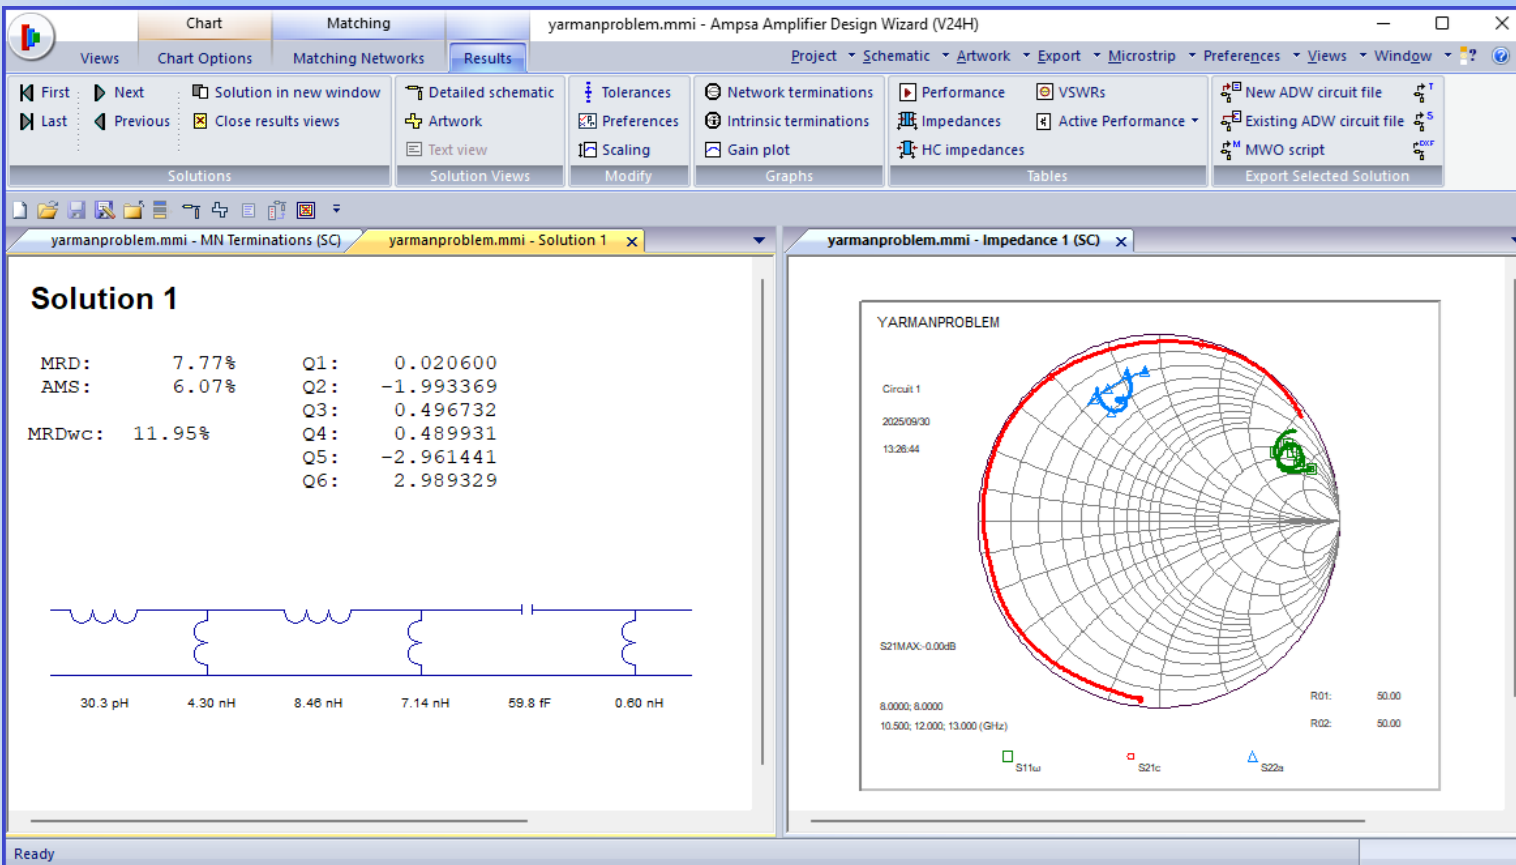 Chart Matching yarmanproblem.mmi - Ampsa Amplifier Design Wizard (V24H)
Views Chart Options Matching Networks Results Project Schematic Artwork Export Microstrip Preferences Views Window ?
First Next Solution in new window Detailed schematic Tolerances Network terminations Performance VSWRs New ADW circuit file T
Last Previous Close results views Artwork Preferences Intrinsic terminations Impedances Active Performance Existing ADW circuit file S
Text view Scaling Gain plot HC impedances MWO script DXF
Solutions Solution Views Modify Graphs Tables Export Selected Solution
yarmanproblem.mmi - MN Terminations (SC) yarmanproblem.mmi - Solution 1 yarmanproblem.mmi - Impedance 1 (SC)
Solution 1
MRD: 7.77% Q1: 0.020600
AMS: 6.07% Q2: -1.993369
Q3: 0.496732
MRDwc: 11.95% Q4: 0.489931
Q5: -2.961441
Q6: 2.989329
30.3 pH 4.30 nH 8.46 nH 7.14 nH 59.8 fF 0.60 nH
YARMANPROBLEM
Circuit 1
2025/09/30
13:26:44
S21MAX:-0.00dB
R01: 50.00
8.0000; 8.0000
10.500; 12.000; 13.000 (GHz)
R02: 50.00
S11ω S21c S22a
Ready